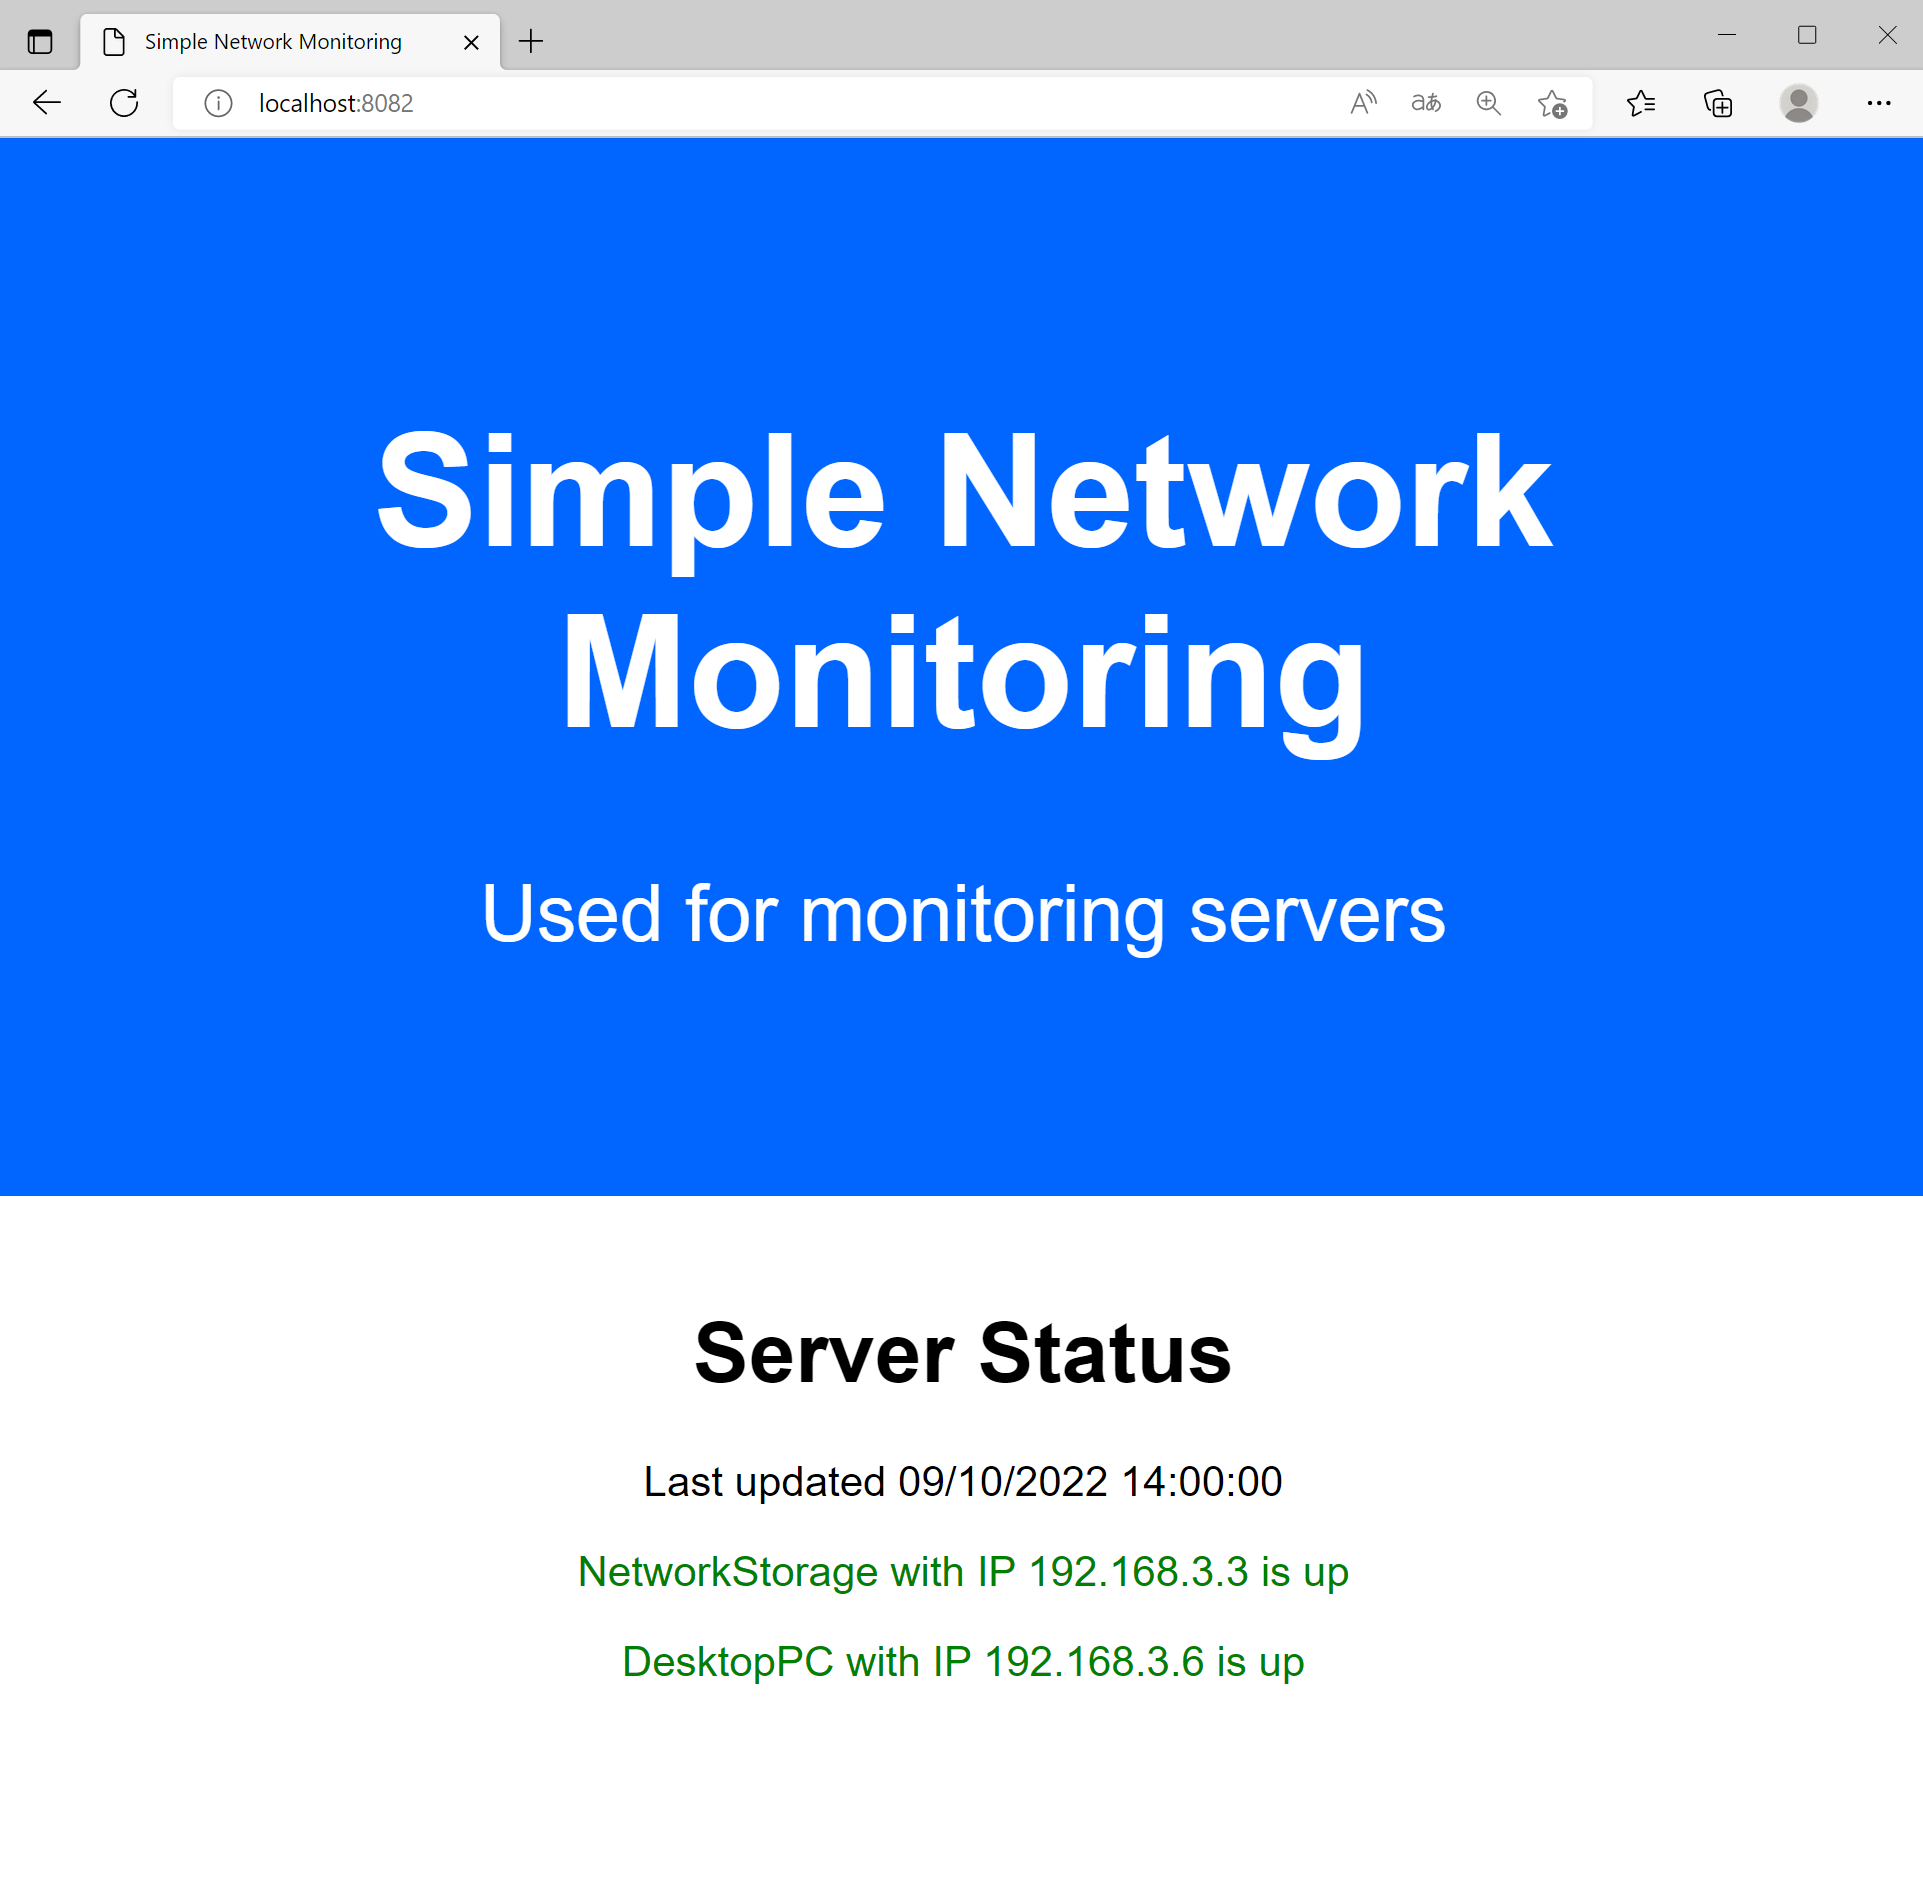 Simple Network Monitoring
localhost:8082
Simple Network
Monitoring
Used for monitoring servers
Server Status
Last updated 09/10/2022 14:00:00
NetworkStorage with IP 192.168.3.3 is up
DesktopPC with IP 192.168.3.6 is up